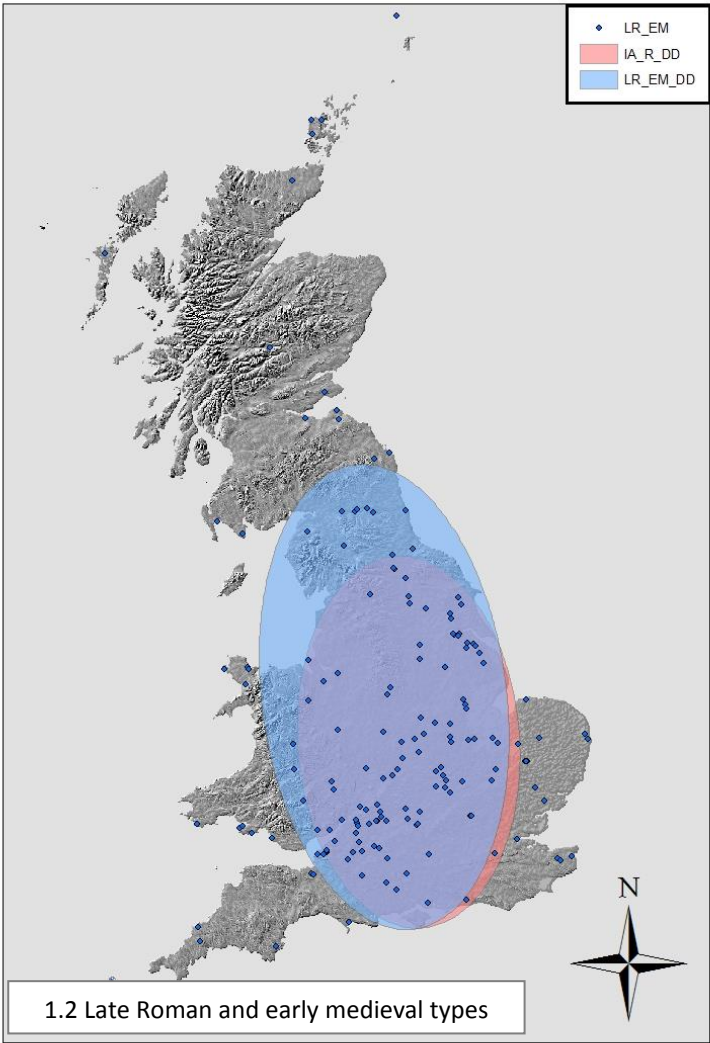 LR_EM
IA_R_DD
LR_EM_DD
N
1.2 Late Roman and early medieval types